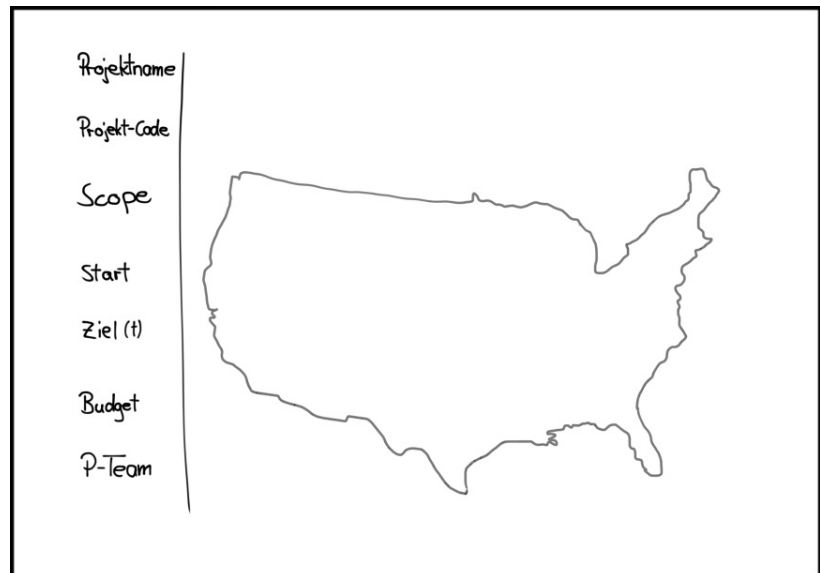 Projektname
Projekt-Code
Scope
Start
Ziel (t)
Budget
P-Team